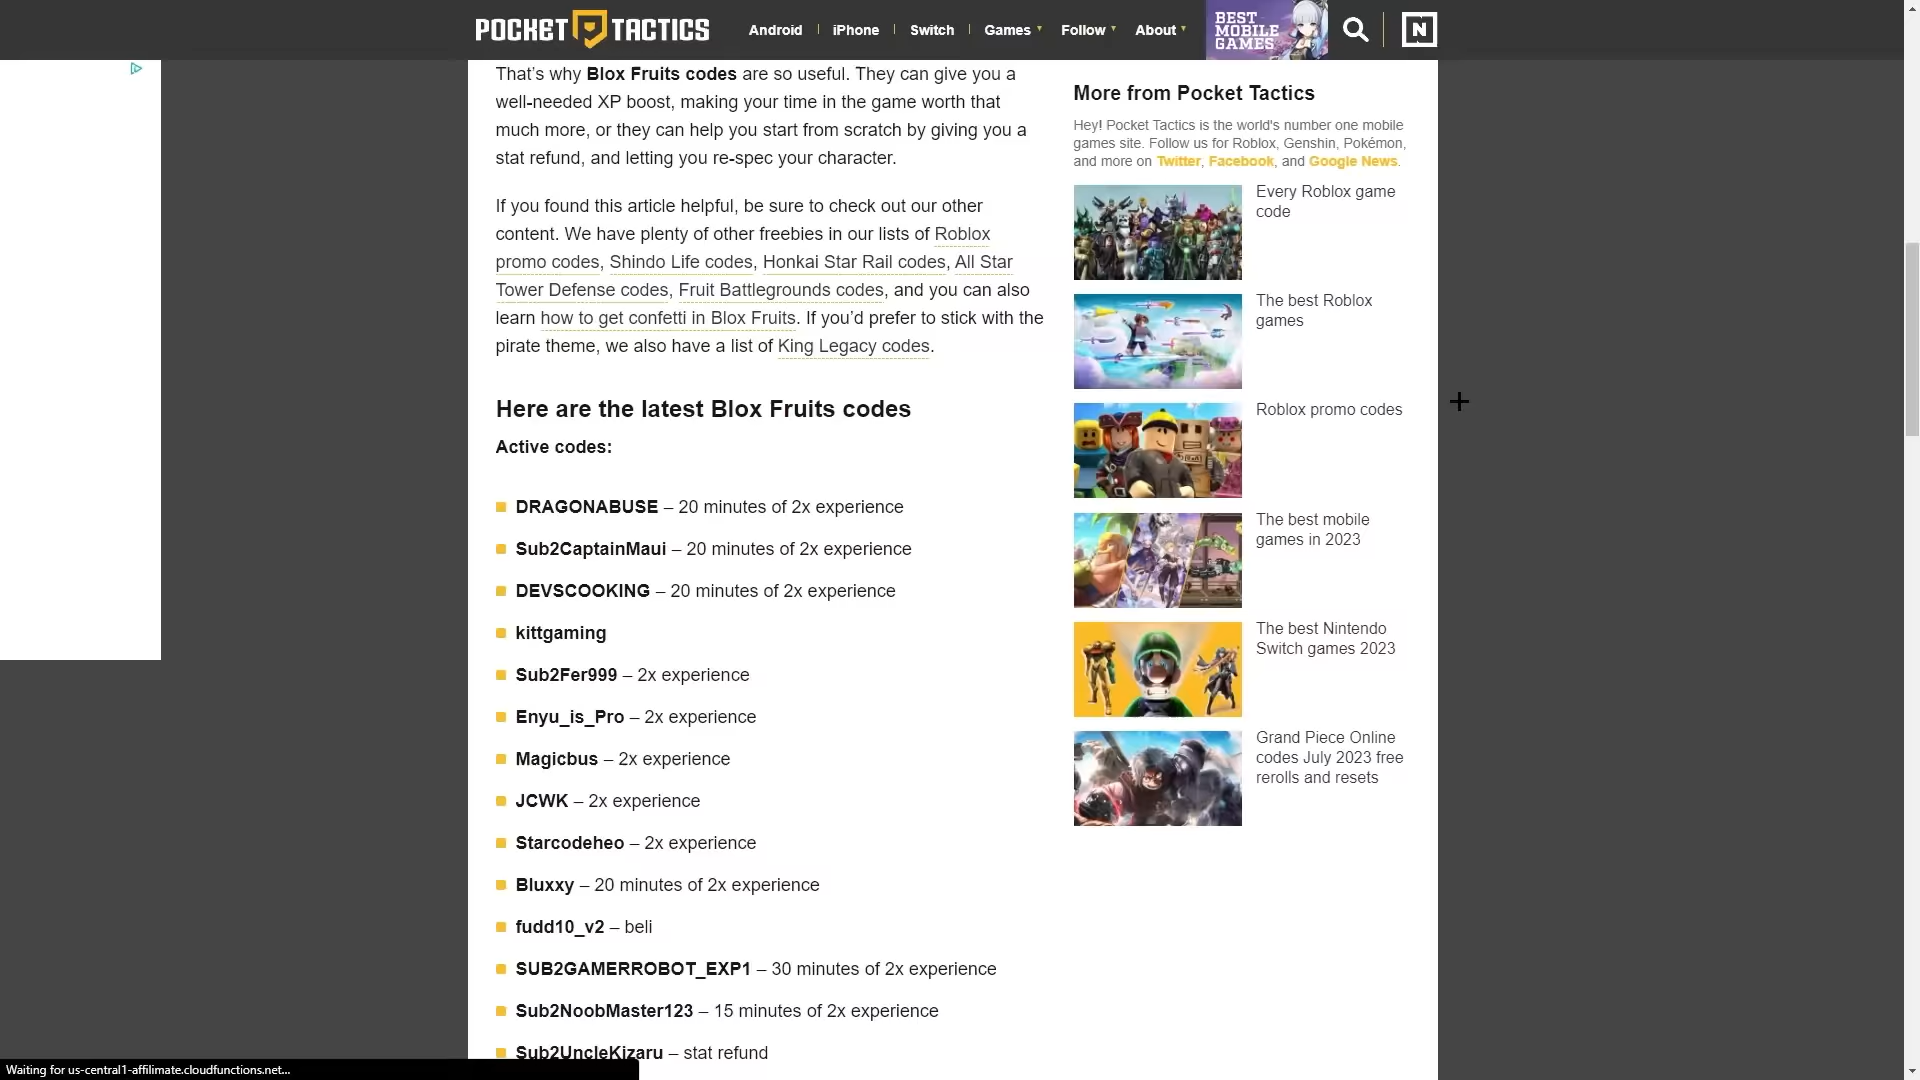 POCKET TACTICS
Android
iPhone
Switch
Games
Follow
About
BEST
MOBILE
GAMES
N
That’s why Blox Fruits codes are so useful. They can give you a
well-needed XP boost, making your time in the game worth that
much more, or they can help you start from scratch by giving you a
stat refund, and letting you re-spec your character.
If you found this article helpful, be sure to check out our other
content. We have plenty of other freebies in our lists of Roblox
promo codes, Shindo Life codes, Honkai Star Rail codes, All Star
Tower Defense codes, Fruit Battlegrounds codes, and you can also
learn how to get confetti in Blox Fruits. If you’d prefer to stick with the
pirate theme, we also have a list of King Legacy codes.
Here are the latest Blox Fruits codes
Active codes:
DRAGONABUSE – 20 minutes of 2x experience
Sub2CaptainMaui – 20 minutes of 2x experience
DEVSCOOKING – 20 minutes of 2x experience
kittgaming
Sub2Fer999 – 2x experience
Enyu_is_Pro – 2x experience
Magicbus – 2x experience
JCWK – 2x experience
Starcodeheo – 2x experience
Bluxxy – 20 minutes of 2x experience
fudd10_v2 – beli
SUB2GAMERROBOT_EXP1 – 30 minutes of 2x experience
Sub2NoobMaster123 – 15 minutes of 2x experience
Sub2UncleKizaru – stat refund
More from Pocket Tactics
Hey! Pocket Tactics is the world's number one mobile
games site. Follow us for Roblox, Genshin, Pokémon,
and more on Twitter, Facebook, and Google News.
Every Roblox game
code
The best Roblox
games
Roblox promo codes
The best mobile
games in 2023
The best Nintendo
Switch games 2023
Grand Piece Online
codes July 2023 free
rerolls and resets
Waiting for us-central1-affilimate.cloudfunctions.net...